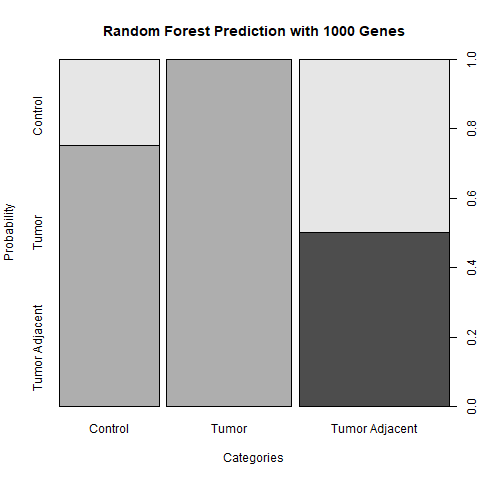 Random Forest Prediction with 1000 Genes
Probability
Control
Tumor
Tumor Adjacent
1.0
0.8
0.6
0.4
0.2
0.0
Control
Tumor
Tumor Adjacent
Categories